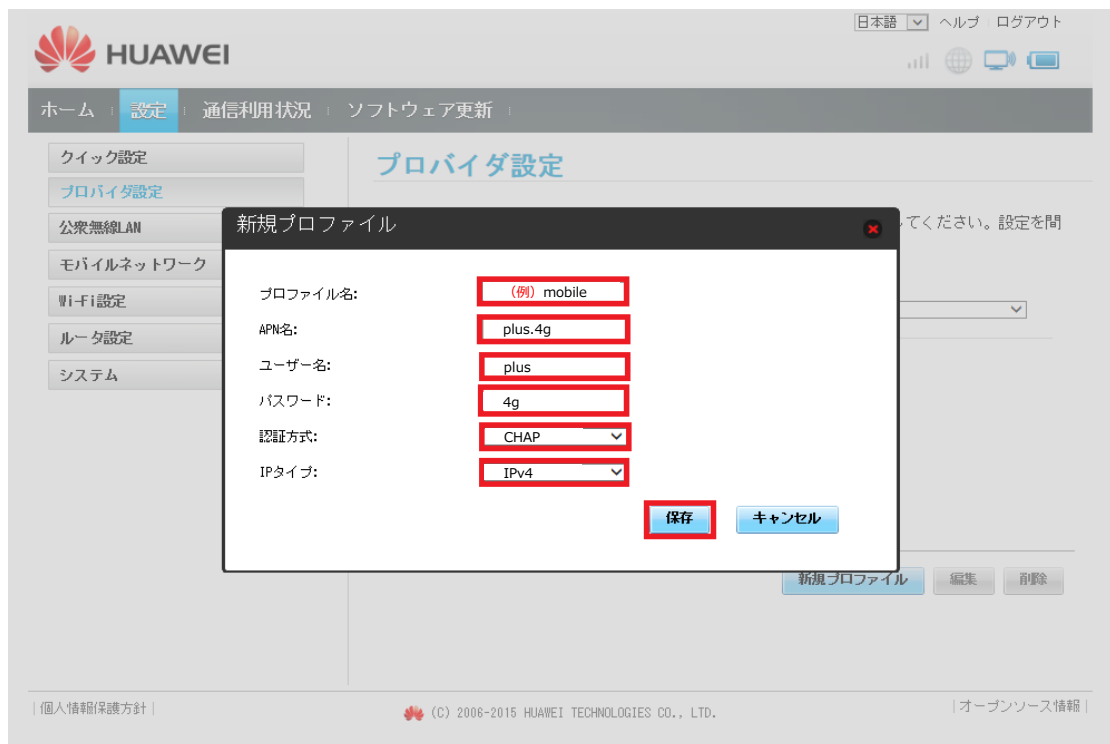 日本語 ヘルプ ログアウト
HUAWEI
ホーム 設定 通信利用状況 ソフトウェア更新
クイック設定
プロバイダ設定
プロバイダ設定
公衆無線LAN
モバイルネットワーク
Wi-Fi設定
ルータ設定
システム
してください。設定を間
新規プロファイル
プロファイル名: （例）mobile
APN名: plus.4g
ユーザー名: plus
パスワード: 4g
認証方式: CHAP
IPタイプ: IPv4
保存 キャンセル
新規プロファイル 編集 削除
個人情報保護方針
(C) 2006-2015 HUAWEI TECHNOLOGIES CO., LTD.
オープンソース情報